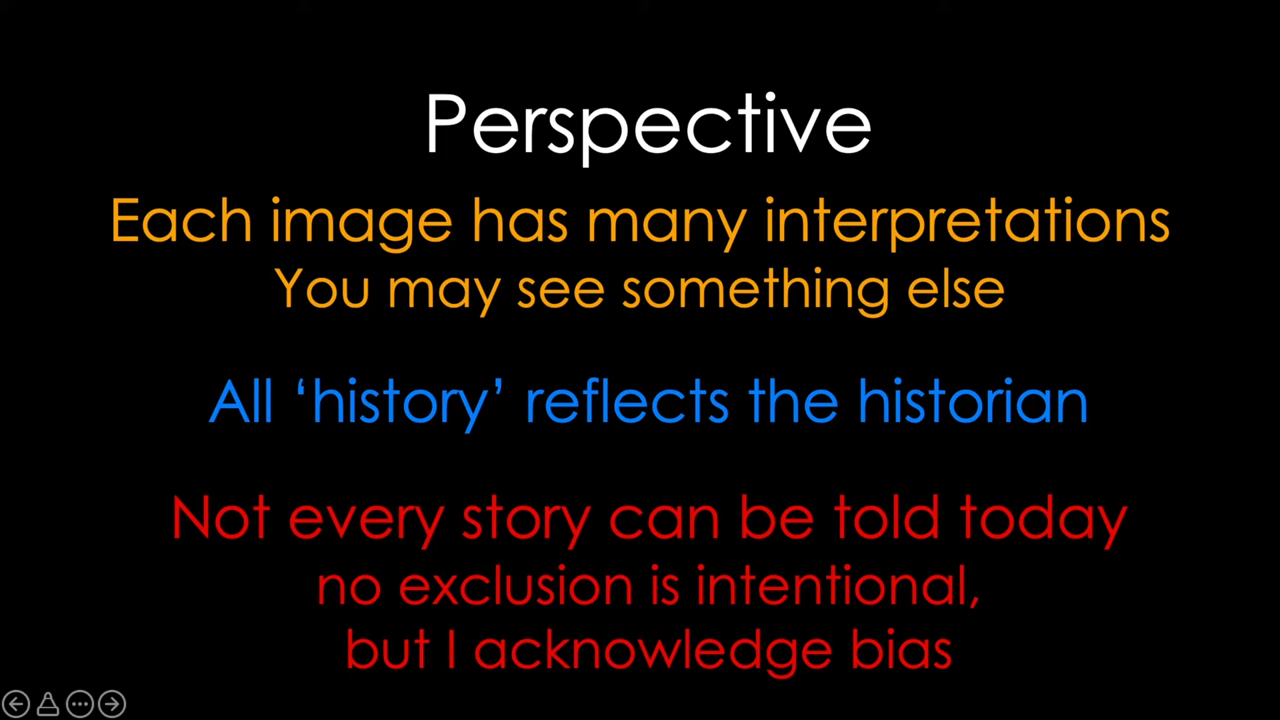 Perspective
Each image has many interpretations
You may see something else
All ‘history’ reflects the historian
Not every story can be told today
no exclusion is intentional,
but I acknowledge bias